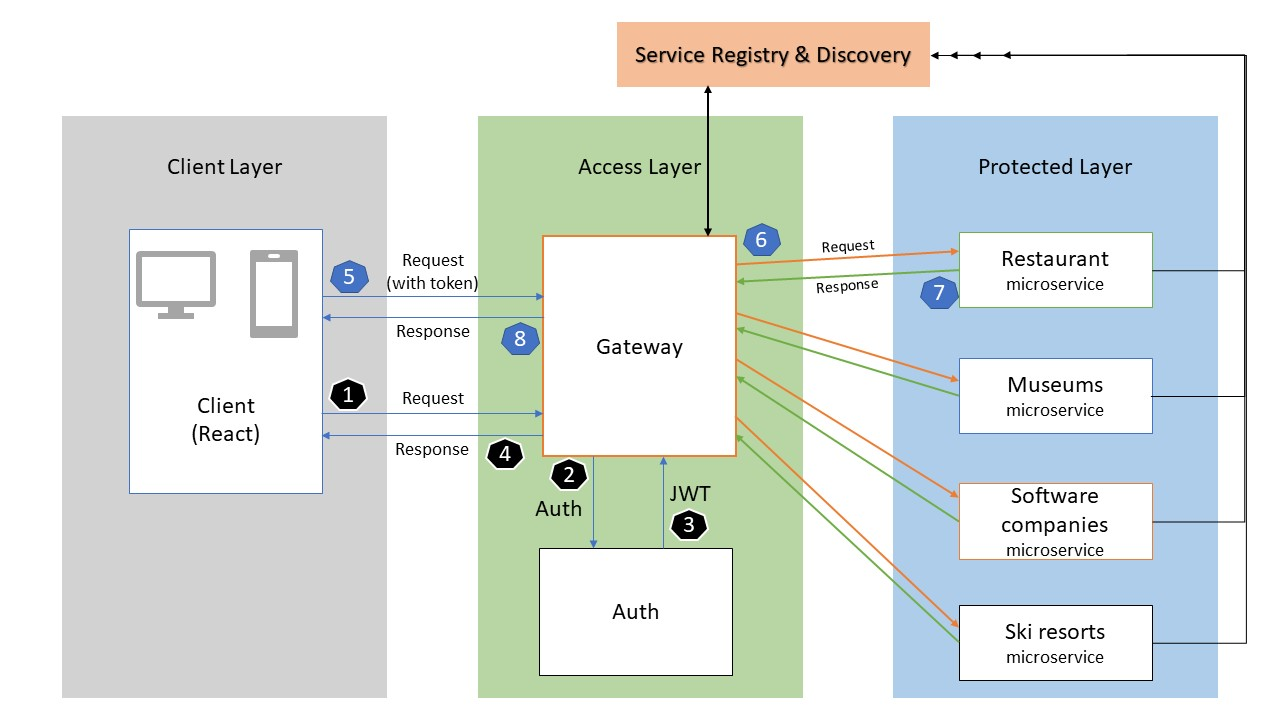 Service Registry & Discovery
Client Layer
Access Layer
Protected Layer
Client
(React)
5
Request
(with token)
Response
8
1
Request
Response
4
Gateway
2
Auth
JWT
3
Auth
6
Request
Response
7
Restaurant
microservice
Museums
microservice
Software
companies
microservice
Ski resorts
microservice